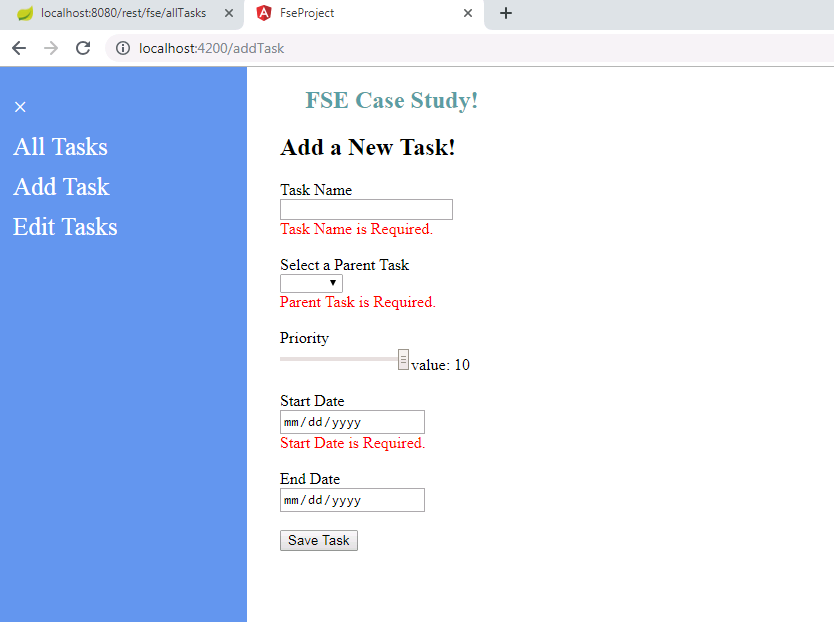 localhost:8080/rest/fse/allTasks
FseProject
localhost:4200/addTask
All Tasks
Add Task
Edit Tasks
FSE Case Study!
Add a New Task!
Task Name
Task Name is Required.
Select a Parent Task
Parent Task is Required.
Priority
value: 10
Start Date
mm/dd/yyyy
Start Date is Required.
End Date
mm/dd/yyyy
Save Task